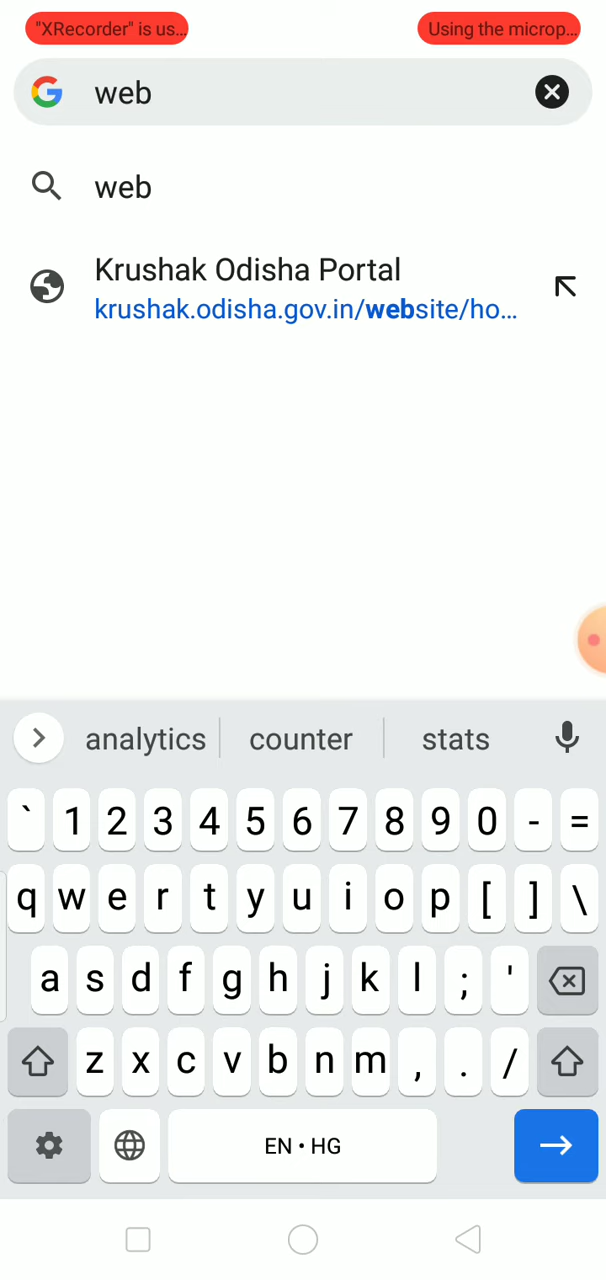 "XRecorder" is us... Using the microp...
web
web
Krushak Odisha Portal
krushak.odisha.gov.in/website/ho...
analytics counter stats
` 1 2 3 4 5 6 7 8 9 0 - =
q w e r t y u i o p [ ] \
a s d f g h j k l ; '
z x c v b n m , . /
EN • HG